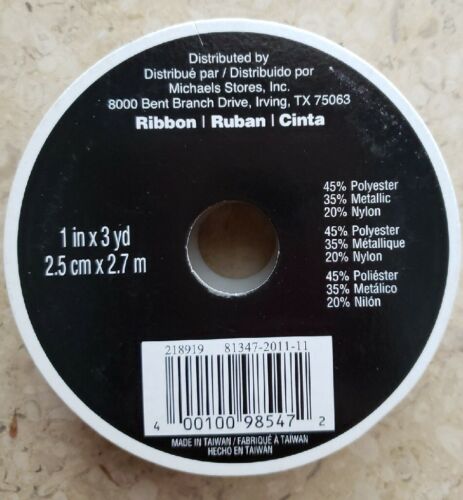 Distributed by
Distribué par / Distribuido por
Michaels Stores, Inc.
8000 Bent Branch Drive, Irving, TX 75063
Ribbon | Ruban | Cinta
1 in x 3 yd
2.5 cm x 2.7 m
45% Polyester
35% Metallic
20% Nylon
45% Polyester
35% Métallique
20% Nylon
45% Poliéster
35% Metálico
20% Nilón
218919 81347-2011-11
4 00100 98547 2
MADE IN TAIWAN / FABRIQUÉ À TAIWAN
HECHO EN TAIWÁN